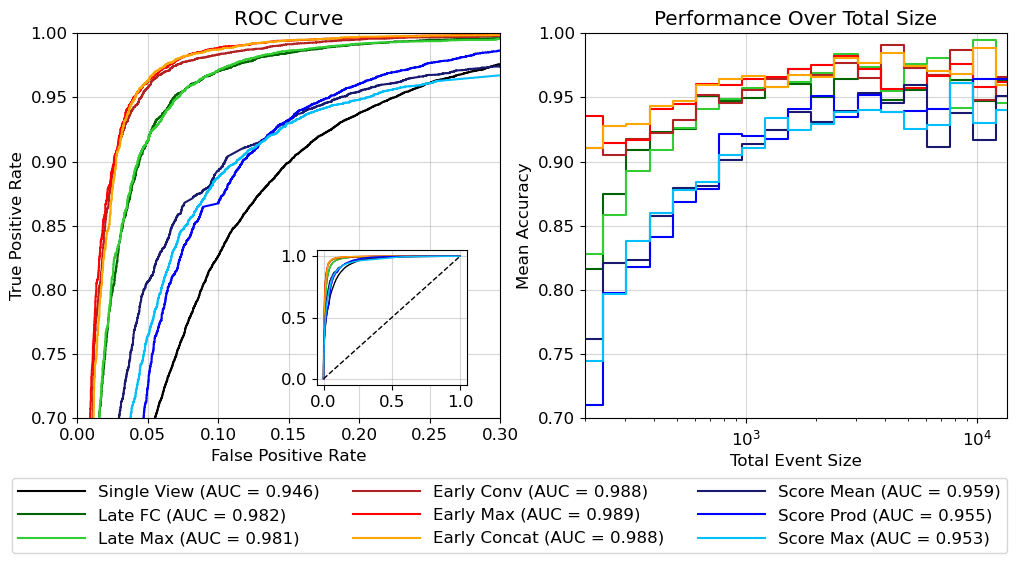 ROC Curve
Performance Over Total Size
1.00
0.95
0.90
0.85
0.80
0.75
0.70
True Positive Rate
0.00
0.05
0.10
0.15
0.20
0.25
0.30
False Positive Rate
1.0
0.5
0.0
0.0
0.5
1.0
1.00
0.95
0.90
0.85
0.80
0.75
0.70
Mean Accuracy
10³
10⁴
Total Event Size
Single View (AUC = 0.946)
Late FC (AUC = 0.982)
Late Max (AUC = 0.981)
Early Conv (AUC = 0.988)
Early Max (AUC = 0.989)
Early Concat (AUC = 0.988)
Score Mean (AUC = 0.959)
Score Prod (AUC = 0.955)
Score Max (AUC = 0.953)